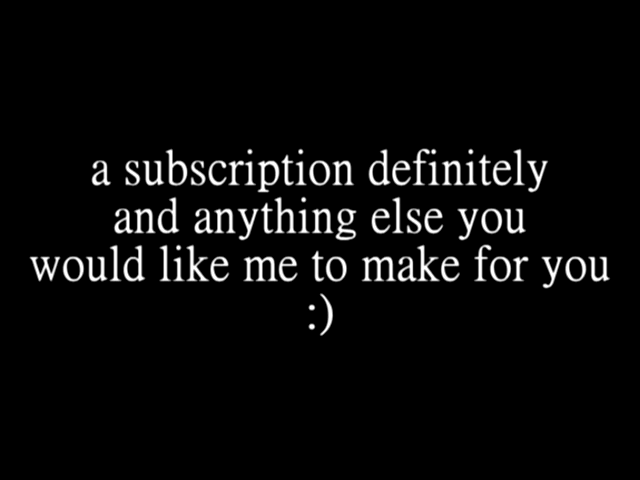 a subscription definitely
and anything else you
would like me to make for you
:)